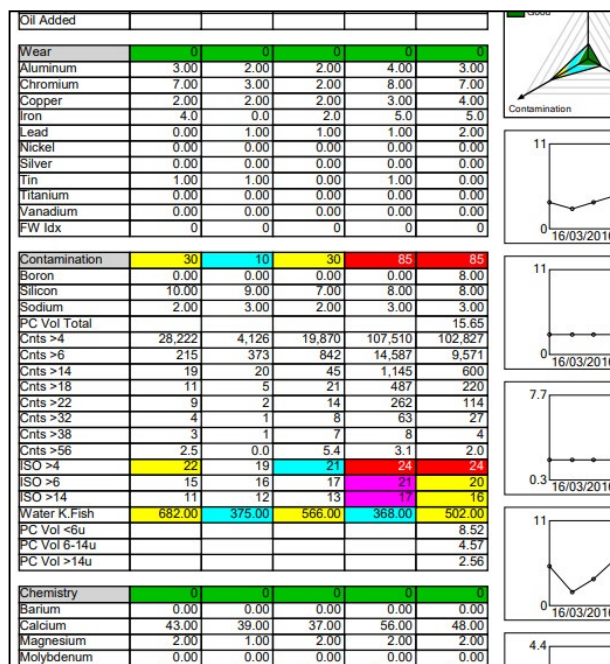 Oil Added
Good
Wear 0 0 0 0 0
Aluminum 3.00 2.00 2.00 4.00 3.00
Chromium 7.00 3.00 2.00 8.00 7.00
Copper 2.00 2.00 2.00 3.00 4.00
Iron 4.0 0.0 2.0 5.0 5.0
Lead 0.00 1.00 1.00 1.00 2.00
Nickel 0.00 0.00 0.00 0.00 0.00
Silver 0.00 0.00 0.00 0.00 0.00
Tin 1.00 1.00 0.00 1.00 0.00
Titanium 0.00 0.00 0.00 0.00 0.00
Vanadium 0.00 0.00 0.00 0.00 0.00
FW Idx 0 0 0 0 0
Contamination 30 10 30 85 85
Boron 0.00 0.00 0.00 0.00 8.00
Silicon 10.00 9.00 7.00 8.00 8.00
Sodium 2.00 3.00 2.00 3.00 3.00
PC Vol Total 15.65
Cnts >4 28,222 4,126 19,870 107,510 102,827
Cnts >6 215 373 842 14,587 9,571
Cnts >14 19 20 45 1,145 600
Cnts >18 11 5 21 487 220
Cnts >22 9 2 14 262 114
Cnts >32 4 1 8 63 27
Cnts >38 3 1 7 8 4
Cnts >56 2.5 0.0 5.4 3.1 2.0
ISO >4 22 19 21 24 24
ISO >6 15 16 17 21 20
ISO >14 11 12 13 17 16
Water K.Fish 682.00 375.00 566.00 368.00 502.00
PC Vol <6u 8.52
PC Vol 6-14u 4.57
PC Vol >14u 2.56
Chemistry 0 0 0 0 0
Barium 0.00 0.00 0.00 0.00 0.00
Calcium 43.00 39.00 37.00 56.00 48.00
Magnesium 2.00 1.00 2.00 2.00 2.00
Molybdenum 0.00 0.00 0.00 0.00 0.00
Contamination
11
0
16/03/2016
11
0
16/03/2016
7.7
0.3
16/03/2016
11
0
16/03/2016
4.4